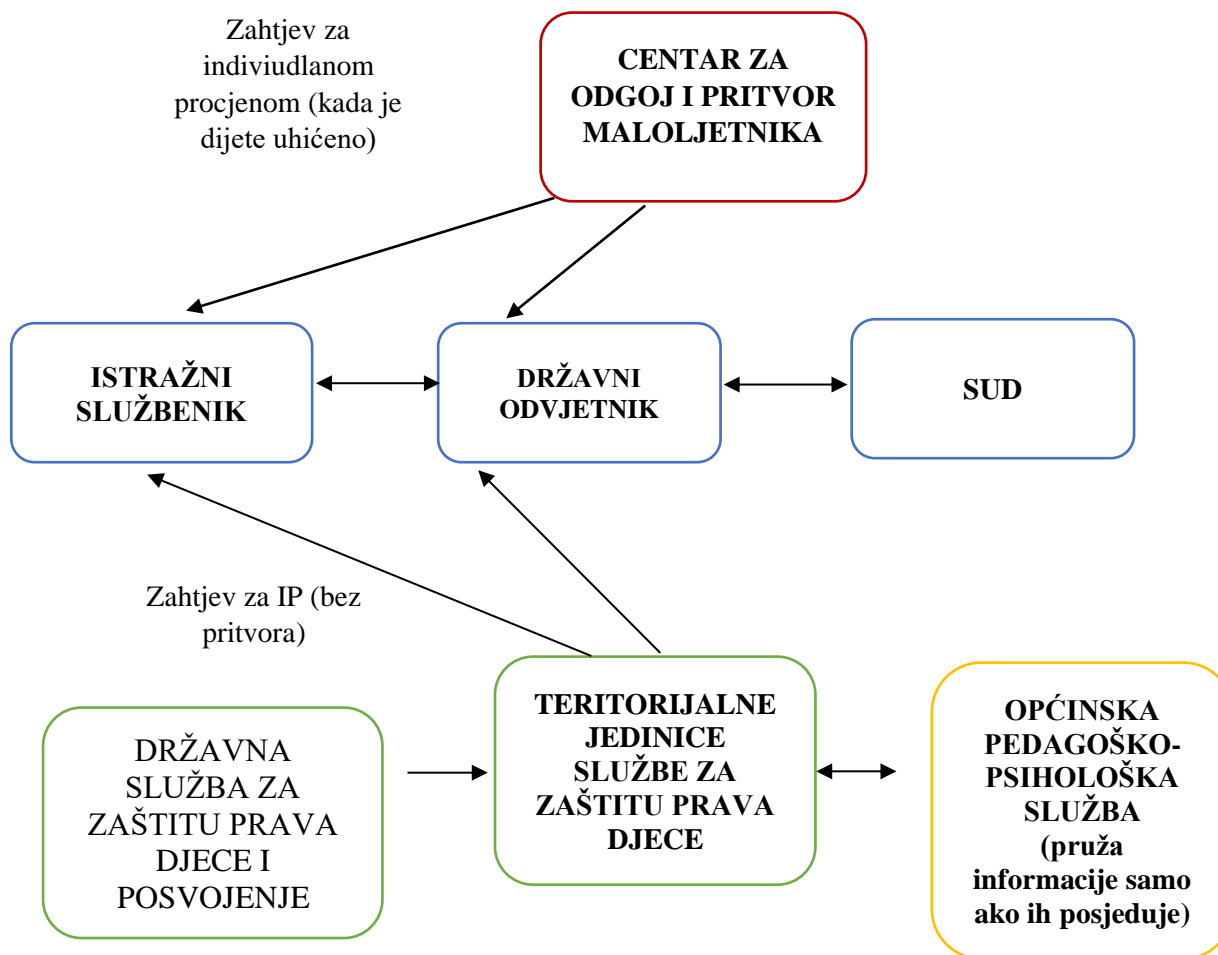 Zahtjev za
indiviudlanom
procjenom (kada je
dijete uhićeno)
CENTAR ZA
ODGOJ I PRITVOR
MALOLJETNIKA
ISTRAŽNI
SLUŽBENIK
DRŽAVNI
ODVJETNIK
SUD
Zahtjev za IP (bez
pritvora)
DRŽAVNA
SLUŽBA ZA
ZAŠTITU PRAVA
DJECE I
POSVOJENJE
TERITORIJALNE
JEDINICE
SLUŽBE ZA
ZAŠTITU PRAVA
DJECE
OPĆINSKA
PEDAGOŠKO-
PSIHOLOŠKA
SLUŽBA
(pruža
informacije samo
ako ih posjeduje)